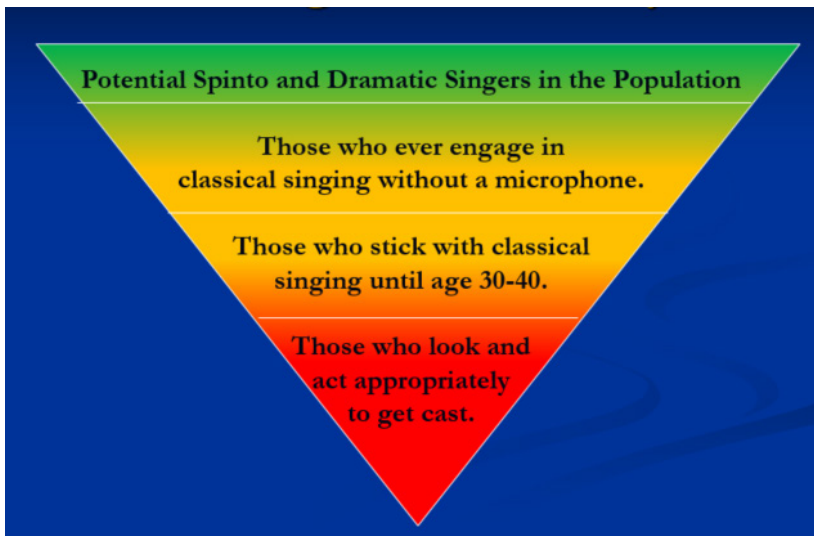 Potential Spinto and Dramatic Singers in the Population
Those who ever engage in
classical singing without a microphone.
Those who stick with classical
singing until age 30-40.
Those who look and
act appropriately
to get cast.